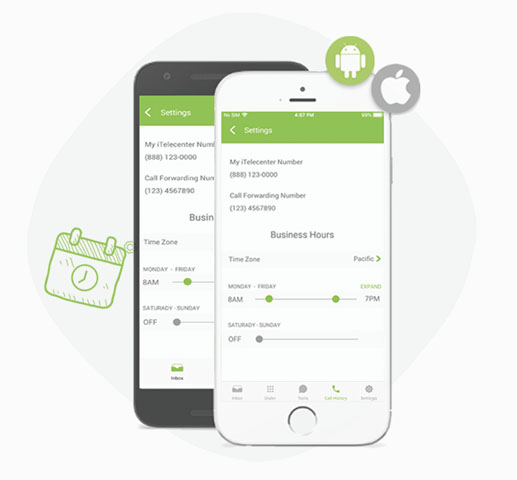 Settings
My iTelecenter Number
(888) 123-0000
Call Forwarding Number
(123) 4567890
Busin
Time Zone
MONDAY - FRIDAY
8AM
SATURADY - SUNDAY
OFF
Inbox
No SIM
4:57 PM
59%
Settings
My iTelecenter Number
(888) 123-0000
Call Forwarding Number
(123) 4567890
Business Hours
Time Zone Pacific
MONDAY - FRIDAY EXPAND
8AM 7PM
SATURADY - SUNDAY
OFF
Inbox Dialer Texts Call History Settings